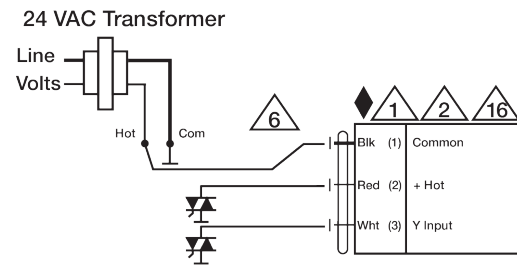 24 VAC Transformer
Line
Volts
Hot Com
6
1 2 16
Blk (1) Common
Red (2) + Hot
Wht (3) Y Input